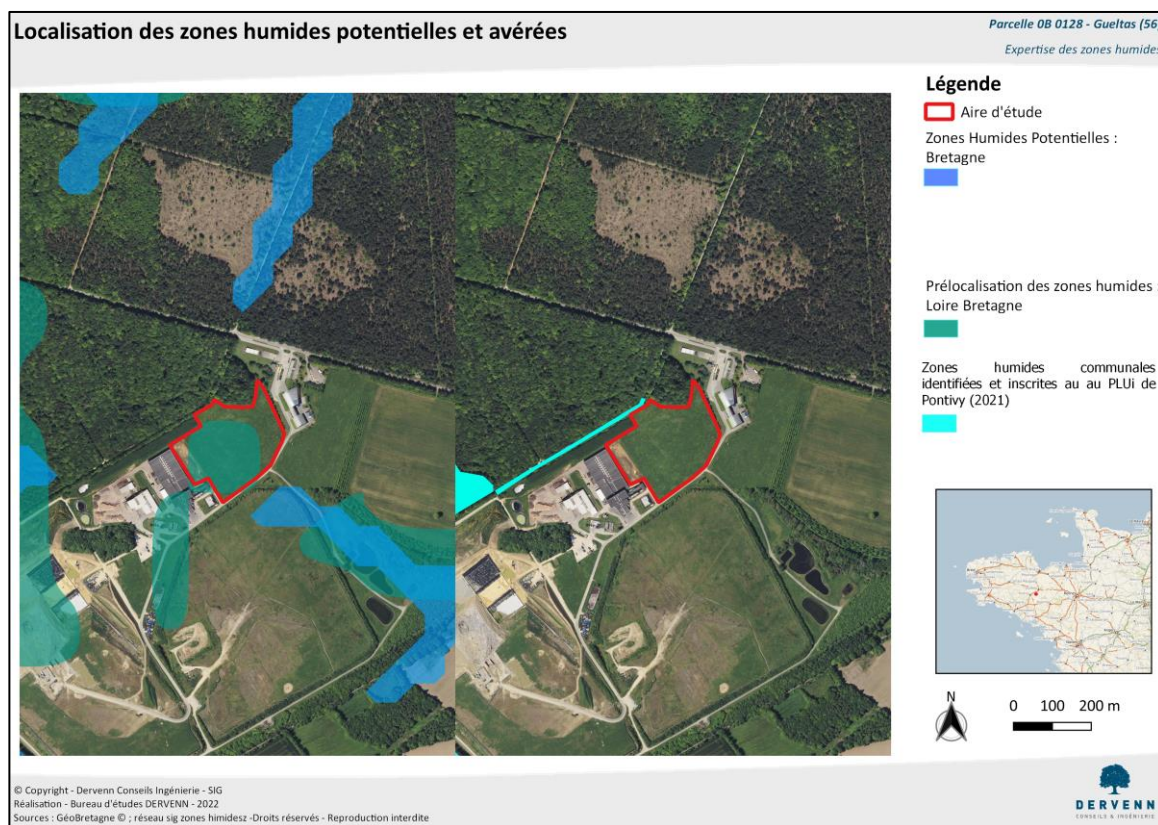 Localisation des zones humides potentielles et avérées
Parcelle 0B 0128 - Gueltas (56)
Expertise des zones humides
Légende
Aire d'étude
Zones Humides Potentielles :
Bretagne
Prélocalisation des zones humides :
Loire Bretagne
Zones humides communales
identifiées et inscrites au au PLUi de
Pontivy (2021)
N
0 100 200 m
© Copyright - Dervenn Conseils Ingénierie - SIG
Réalisation - Bureau d'études DERVENN - 2022
Sources : GéoBretagne © ; réseau sig zones himidesz -Droits réservés - Reproduction interdite
DERVENN
CONSEILS & INGÉNIERIE